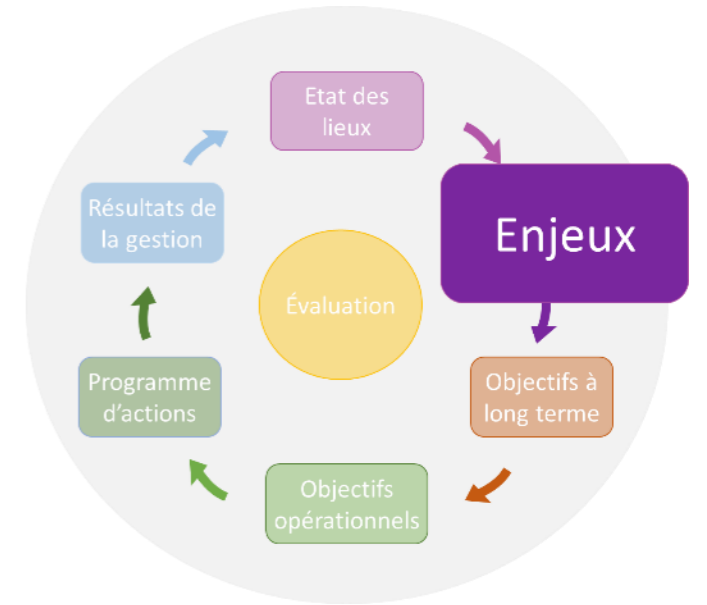 Etat des
lieux
Enjeux
Objectifs à
long terme
Objectifs
opérationnels
Programme
d'actions
Résultats de
la gestion
Évaluation